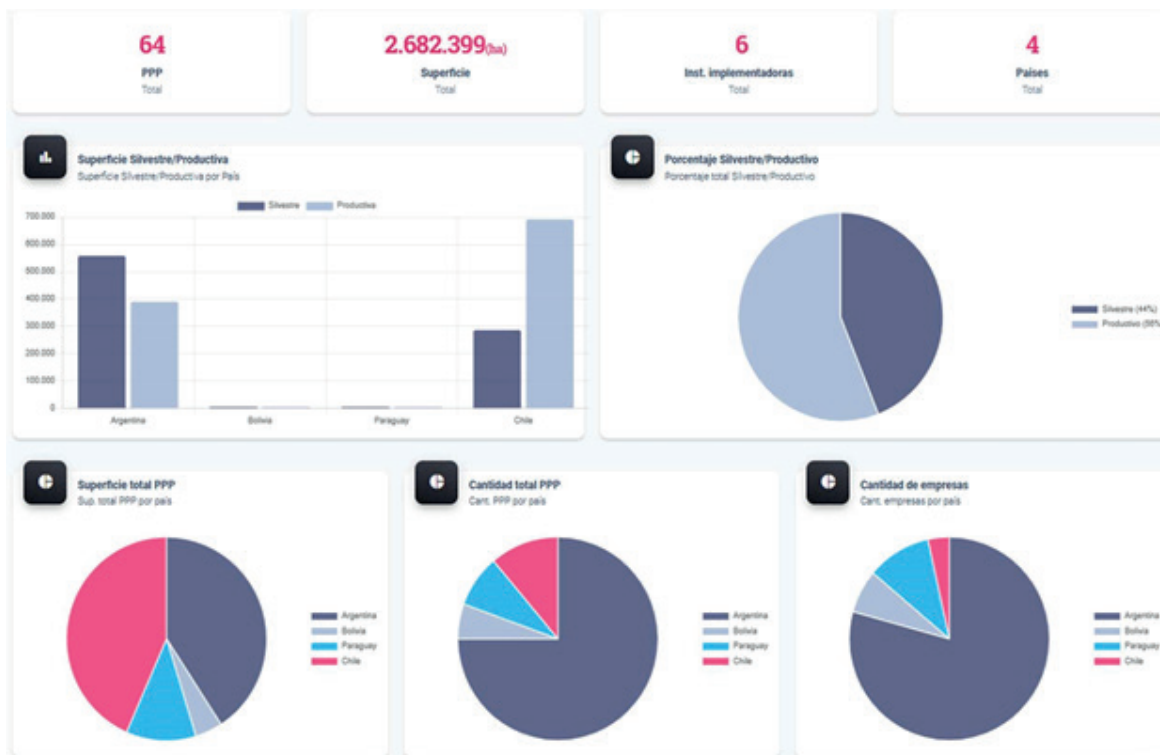 64
PPP
Total
2.682.399(ha)
Superficie
Total
6
Inst. implementadoras
Total
4
Países
Total
Superficie Silvestre/Productiva
Superficie Silvestre/Productiva por País
Silvestre
Productiva
700.000
600.000
500.000
400.000
300.000
200.000
100.000
0
Argentina
Bolivia
Paraguay
Chile
Porcentaje Silvestre/Productivo
Porcentaje total Silvestre/Productivo
Silvestre (44%)
Productivo (56%
Superficie total PPP
Sup. total PPP por país
Argentina
Bolivia
Paraguay
Chile
Cantidad total PPP
Cant. PPP por país
Argentina
Bolivia
Paraguay
Chile
Cantidad de empresas
Cant. empresas por país
Argentina
Bolivia
Paraguay
Chile